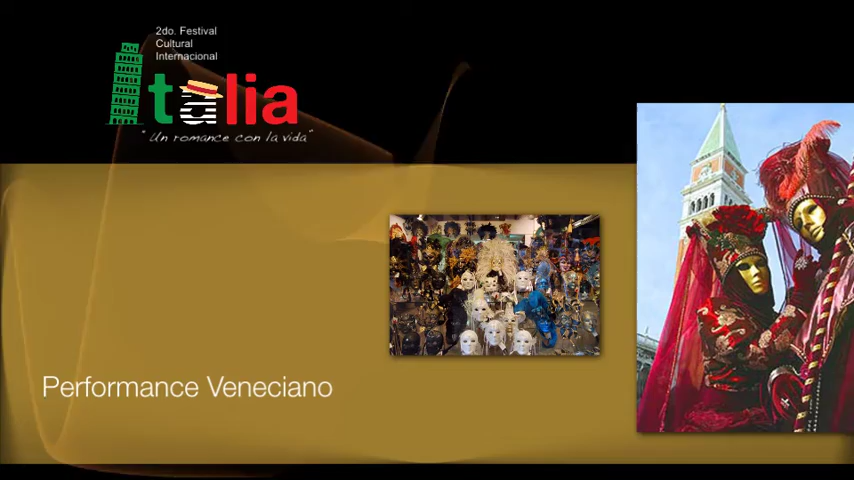 2do. Festival
Cultural
Internacional
Italia
"Un romance con la vida"
Performance Veneciano